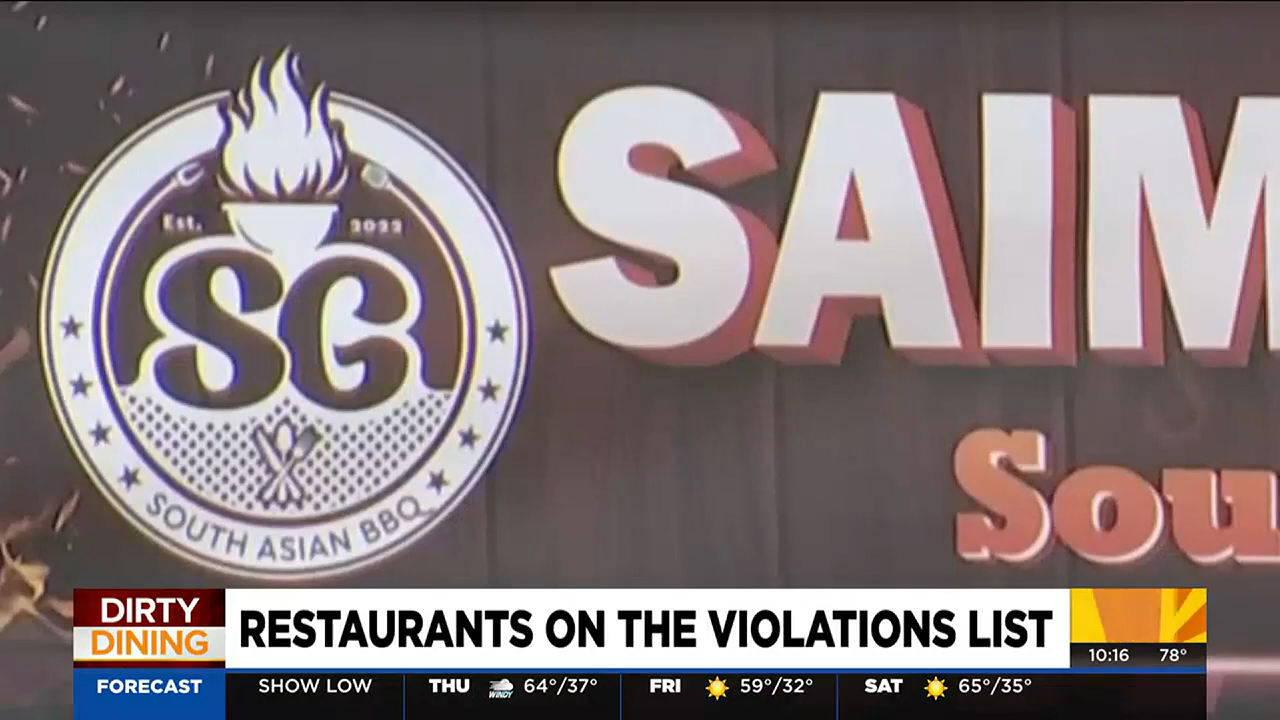 Est. 2022
SG
SOUTH ASIAN BBQ
SAIM
Sou
DIRTY
DINING
RESTAURANTS ON THE VIOLATIONS LIST
10:16 78°
FORECAST SHOW LOW THU WINDY 64°/37° FRI 59°/32° SAT 65°/35°